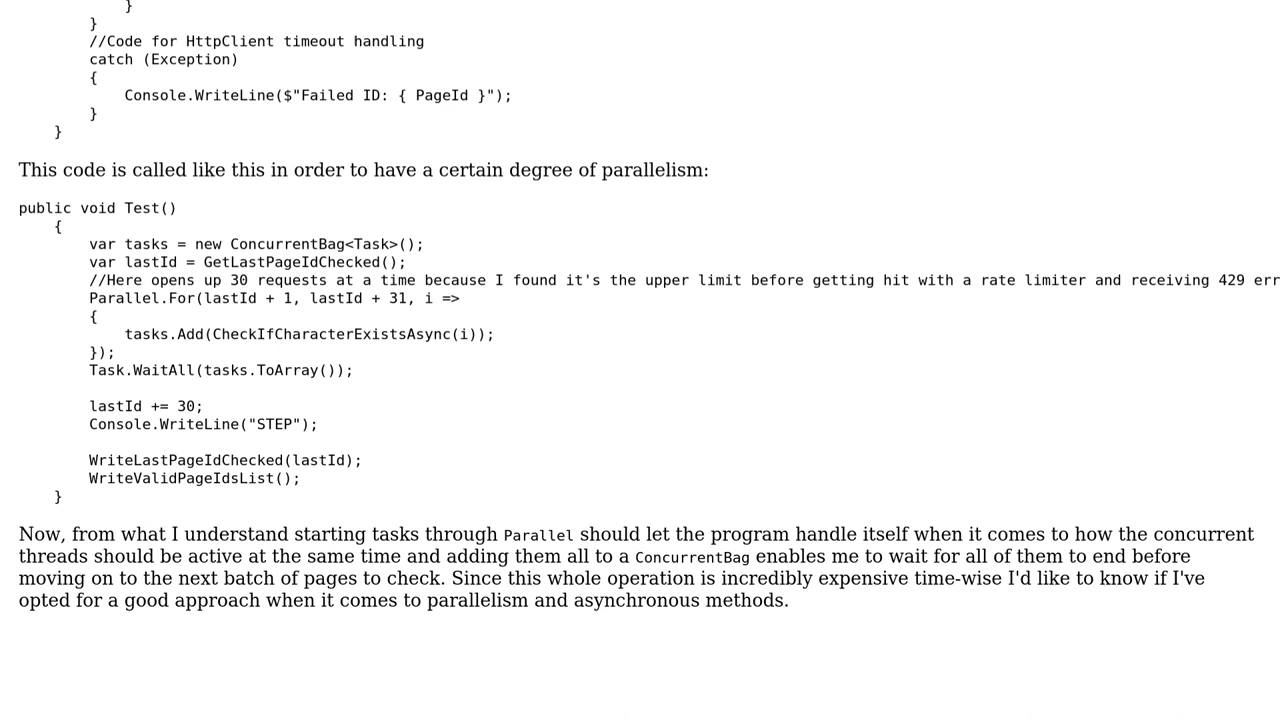 }
}
//Code for HttpClient timeout handling
catch (Exception)
{
Console.WriteLine($"Failed ID: { PageId }");
}
}
This code is called like this in order to have a certain degree of parallelism:
public void Test()
{
var tasks = new ConcurrentBag<Task>();
var lastId = GetLastPageIdChecked();
//Here opens up 30 requests at a time because I found it's the upper limit before getting hit with a rate limiter and receiving 429 err
Parallel.For(lastId + 1, lastId + 31, i =>
{
tasks.Add(CheckIfCharacterExistsAsync(i));
});
Task.WaitAll(tasks.ToArray());
lastId += 30;
Console.WriteLine("STEP");
WriteLastPageIdChecked(lastId);
WriteValidPageIdsList();
}
Now, from what I understand starting tasks through Parallel should let the program handle itself when it comes to how the concurrent
threads should be active at the same time and adding them all to a ConcurrentBag enables me to wait for all of them to end before
moving on to the next batch of pages to check. Since this whole operation is incredibly expensive time-wise I'd like to know if I've
opted for a good approach when it comes to parallelism and asynchronous methods.